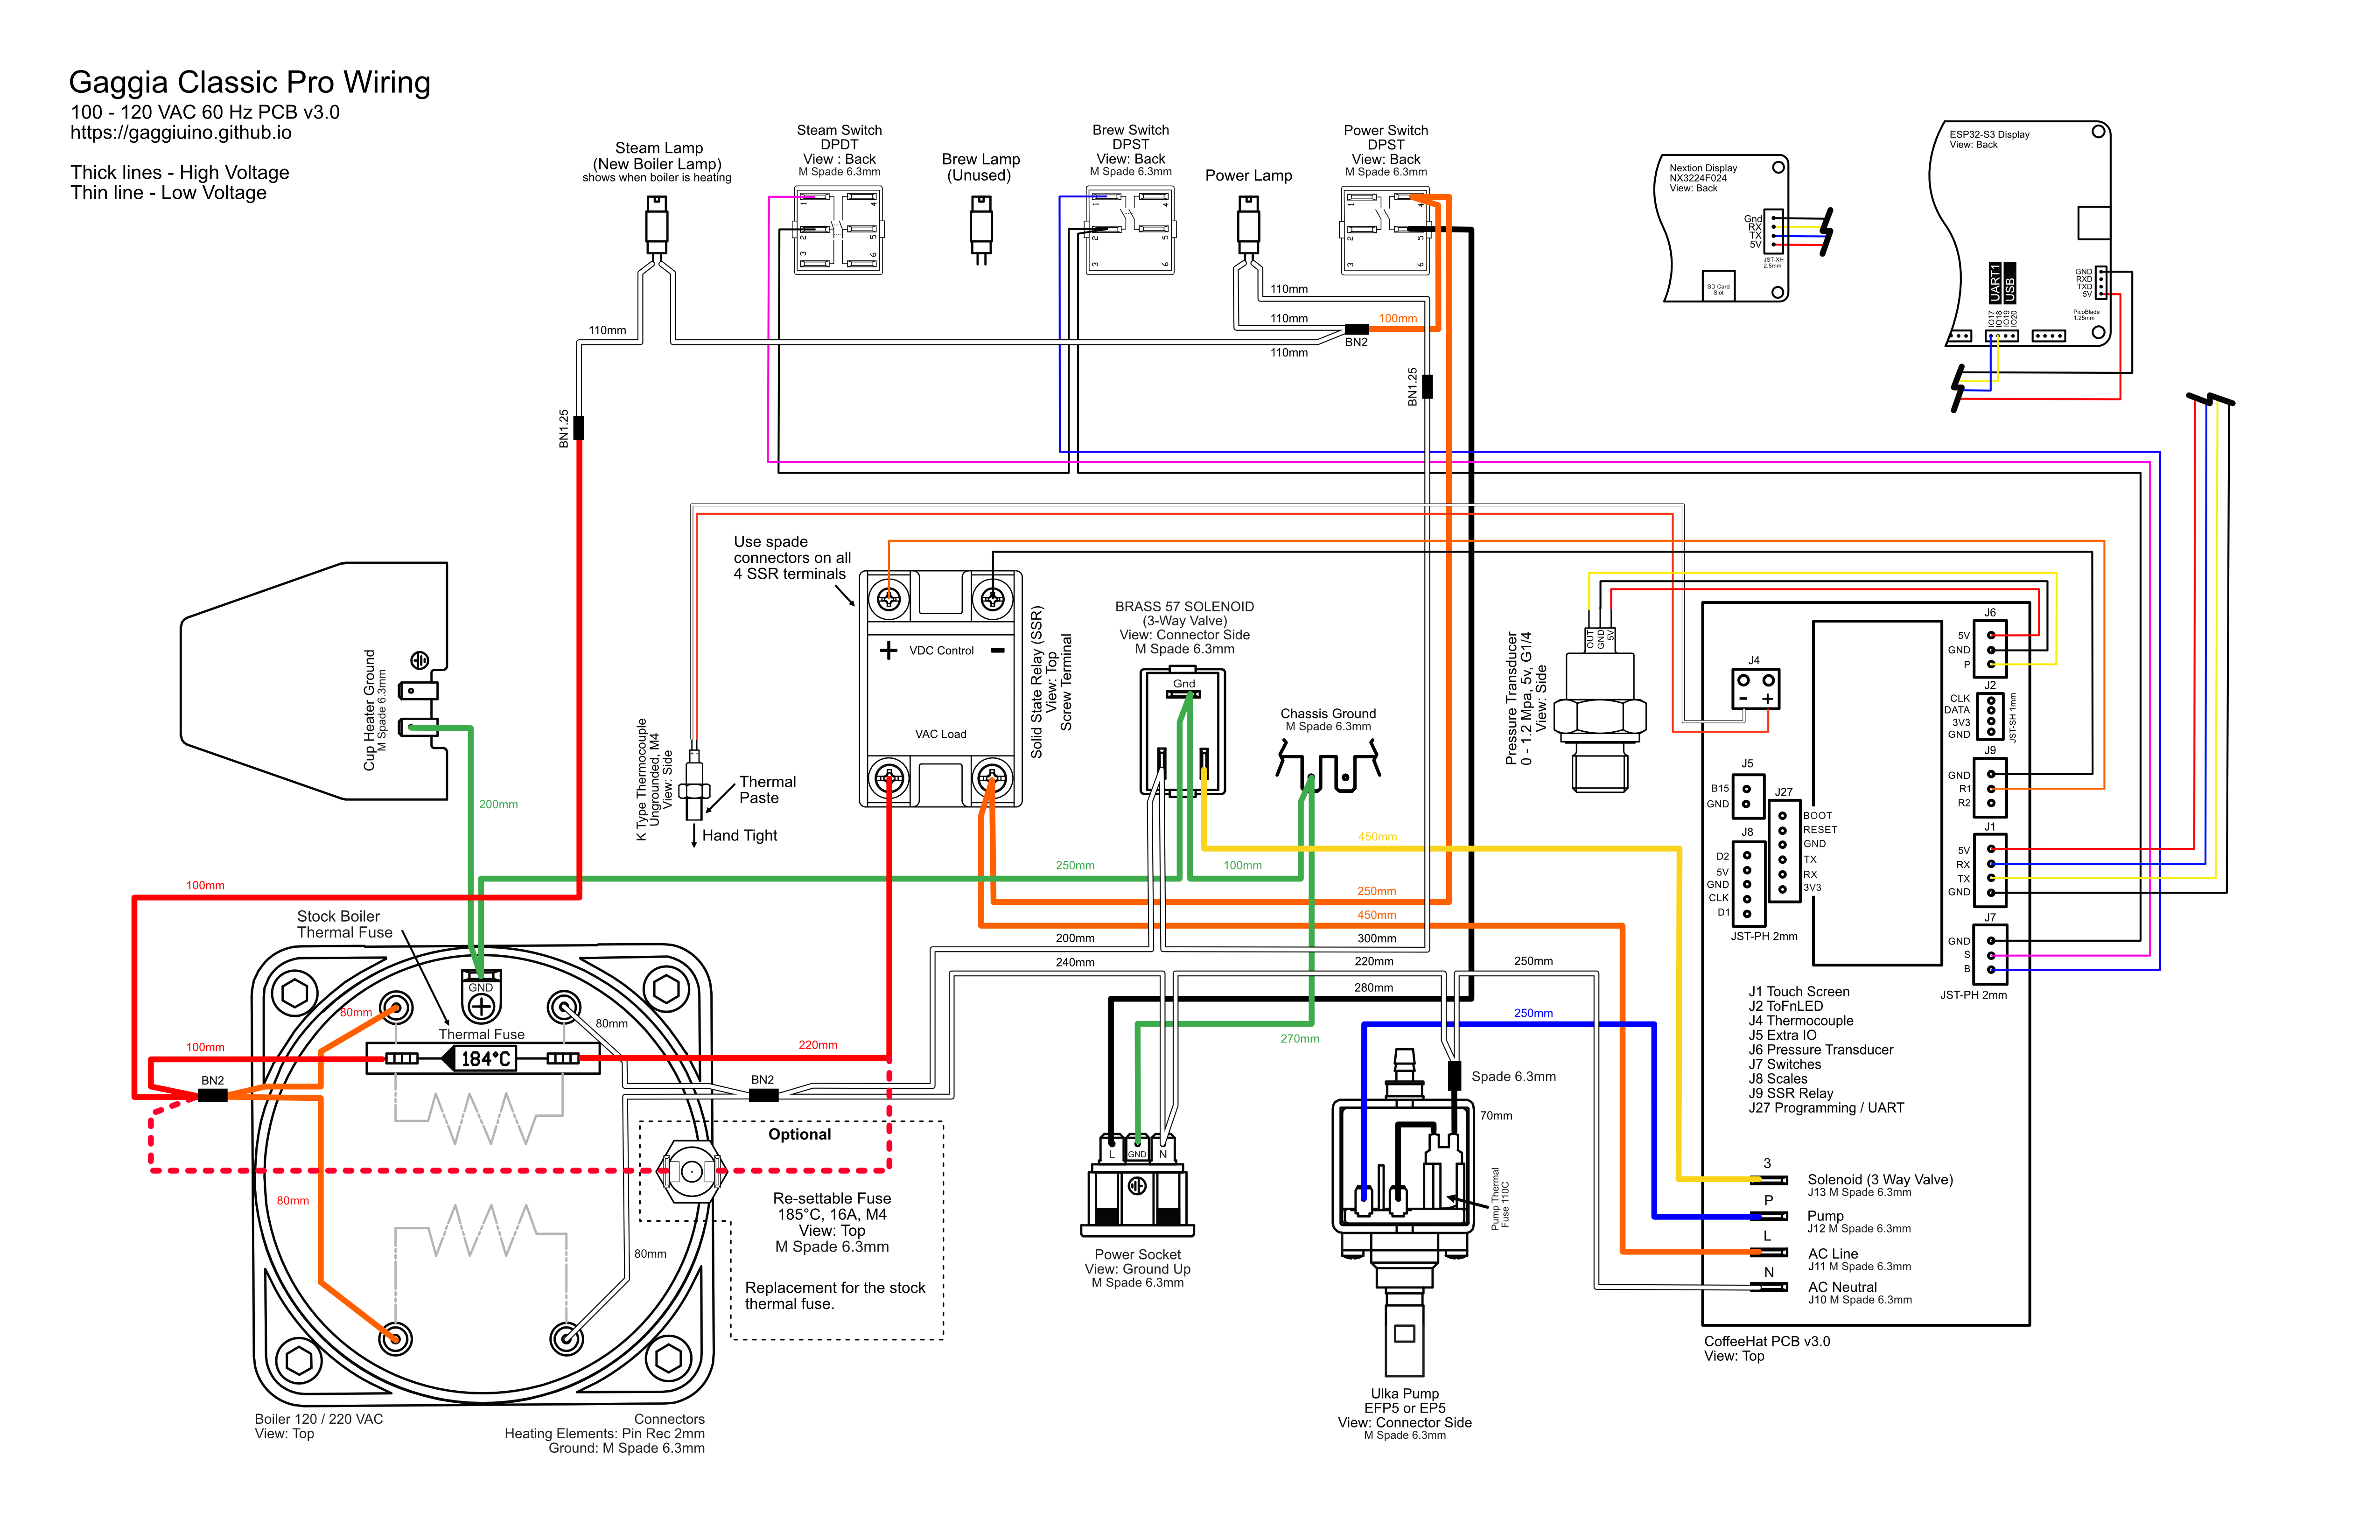 Gaggia Classic Pro Wiring
100 - 120 VAC 60 Hz PCB v3.0
https://gaggiuino.github.io
Thick lines - High Voltage
Thin line - Low Voltage
Steam Lamp
(New Boiler Lamp)
shows when boiler is heating
Steam Switch
DPDT
View : Back
M Spade 6.3mm
1
2
3
4
5
6
Brew Lamp
(Unused)
Brew Switch
DPST
View: Back
M Spade 6.3mm
1
2
3
4
5
6
Power Lamp
Power Switch
DPST
View: Back
M Spade 6.3mm
1
2
3
4
5
6
Nextion Display
NX3224F024
View: Back
Gnd
RX
TX
5V
JST-XH
2.5mm
SD Card
Slot
ESP32-S3 Display
View: Back
GND
RXD
TXD
5V
PicoBlade
1.25mm
UART1
USB
IO17
IO18
IO19
IO20
110mm
110mm
110mm
100mm
BN2
110mm
BN1.25
BN1.25
Use spade
connectors on all
4 SSR terminals
VDC Control
VAC Load
Solid State Relay (SSR)
View: Top
Screw Terminal
BRASS 57 SOLENOID
(3-Way Valve)
View: Connector Side
M Spade 6.3mm
Gnd
Chassis Ground
M Spade 6.3mm
Pressure Transducer
0 - 1.2 Mpa, 5v, G1/4
View: Side
OUT
GND
5V
Cup Heater Ground
M Spade 6.3mm
K Type Thermocouple
Ungrounded, M4
View: Side
Thermal
Paste
Hand Tight
200mm
100mm
250mm
100mm
450mm
250mm
450mm
200mm
300mm
240mm
220mm
250mm
280mm
250mm
270mm
J4
- +
J5
B15
GND
J27
BOOT
RESET
GND
TX
RX
3V3
J8
D2
5V
GND
CLK
D1
JST-PH 2mm
J6
5V
GND
P
J2
CLK
DATA
3V3
GND
JST-SH 1mm
J9
GND
R1
R2
J1
5V
RX
TX
GND
J7
GND
S
B
JST-PH 2mm
J1 Touch Screen
J2 ToFnLED
J4 Thermocouple
J5 Extra IO
J6 Pressure Transducer
J7 Switches
J8 Scales
J9 SSR Relay
J27 Programming / UART
3
Solenoid (3 Way Valve)
J13 M Spade 6.3mm
P
Pump
J12 M Spade 6.3mm
L
AC Line
J11 M Spade 6.3mm
N
AC Neutral
J10 M Spade 6.3mm
CoffeeHat PCB v3.0
View: Top
Stock Boiler
Thermal Fuse
GND
80mm
80mm
Thermal Fuse
184°C
100mm
220mm
BN2
BN2
80mm
80mm
Optional
Re-settable Fuse
185°C, 16A, M4
View: Top
M Spade 6.3mm
Replacement for the stock
thermal fuse.
L
GND
N
Power Socket
View: Ground Up
M Spade 6.3mm
Spade 6.3mm
70mm
Pump Thermal
Fuse 110C
Ulka Pump
EFP5 or EP5
View: Connector Side
M Spade 6.3mm
Boiler 120 / 220 VAC
View: Top
Connectors
Heating Elements: Pin Rec 2mm
Ground: M Spade 6.3mm